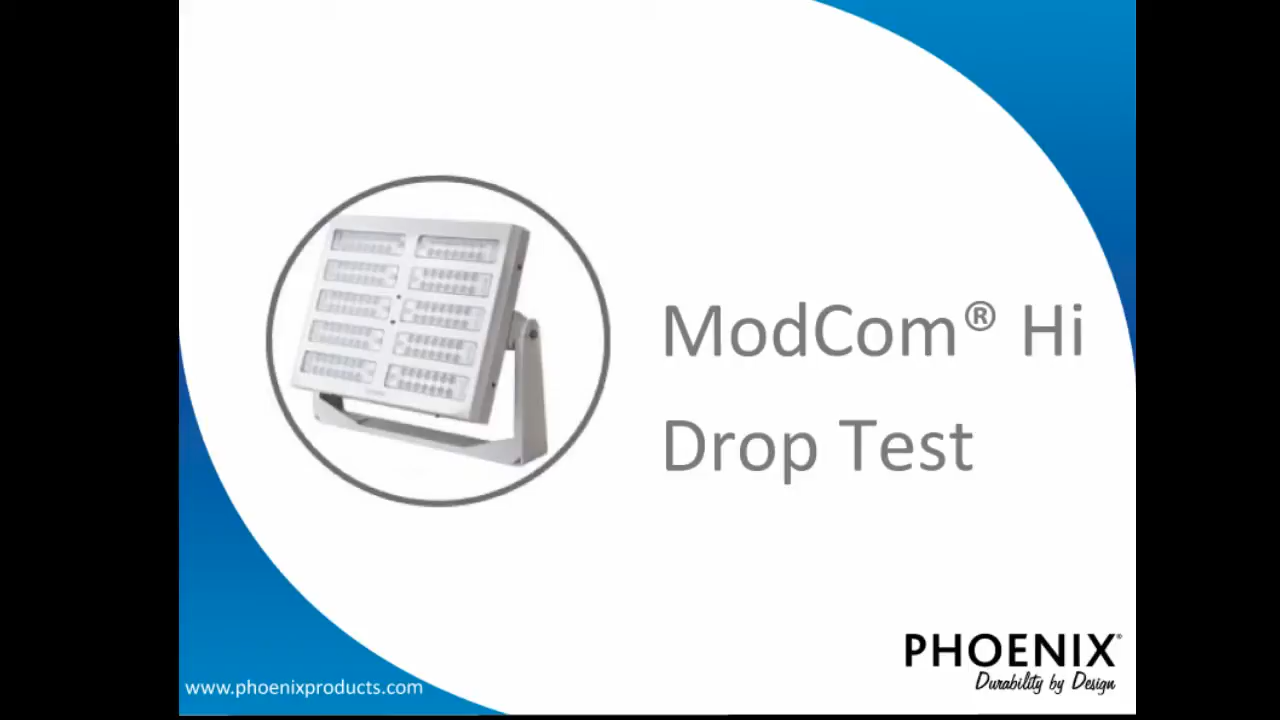 ModCom® Hi
Drop Test
PHOENIX®
Durability by Design
www.phoenixproducts.com